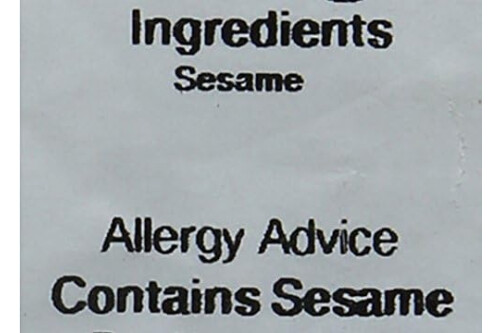 Ingredients
Sesame
Allergy Advice
Contains Sesame